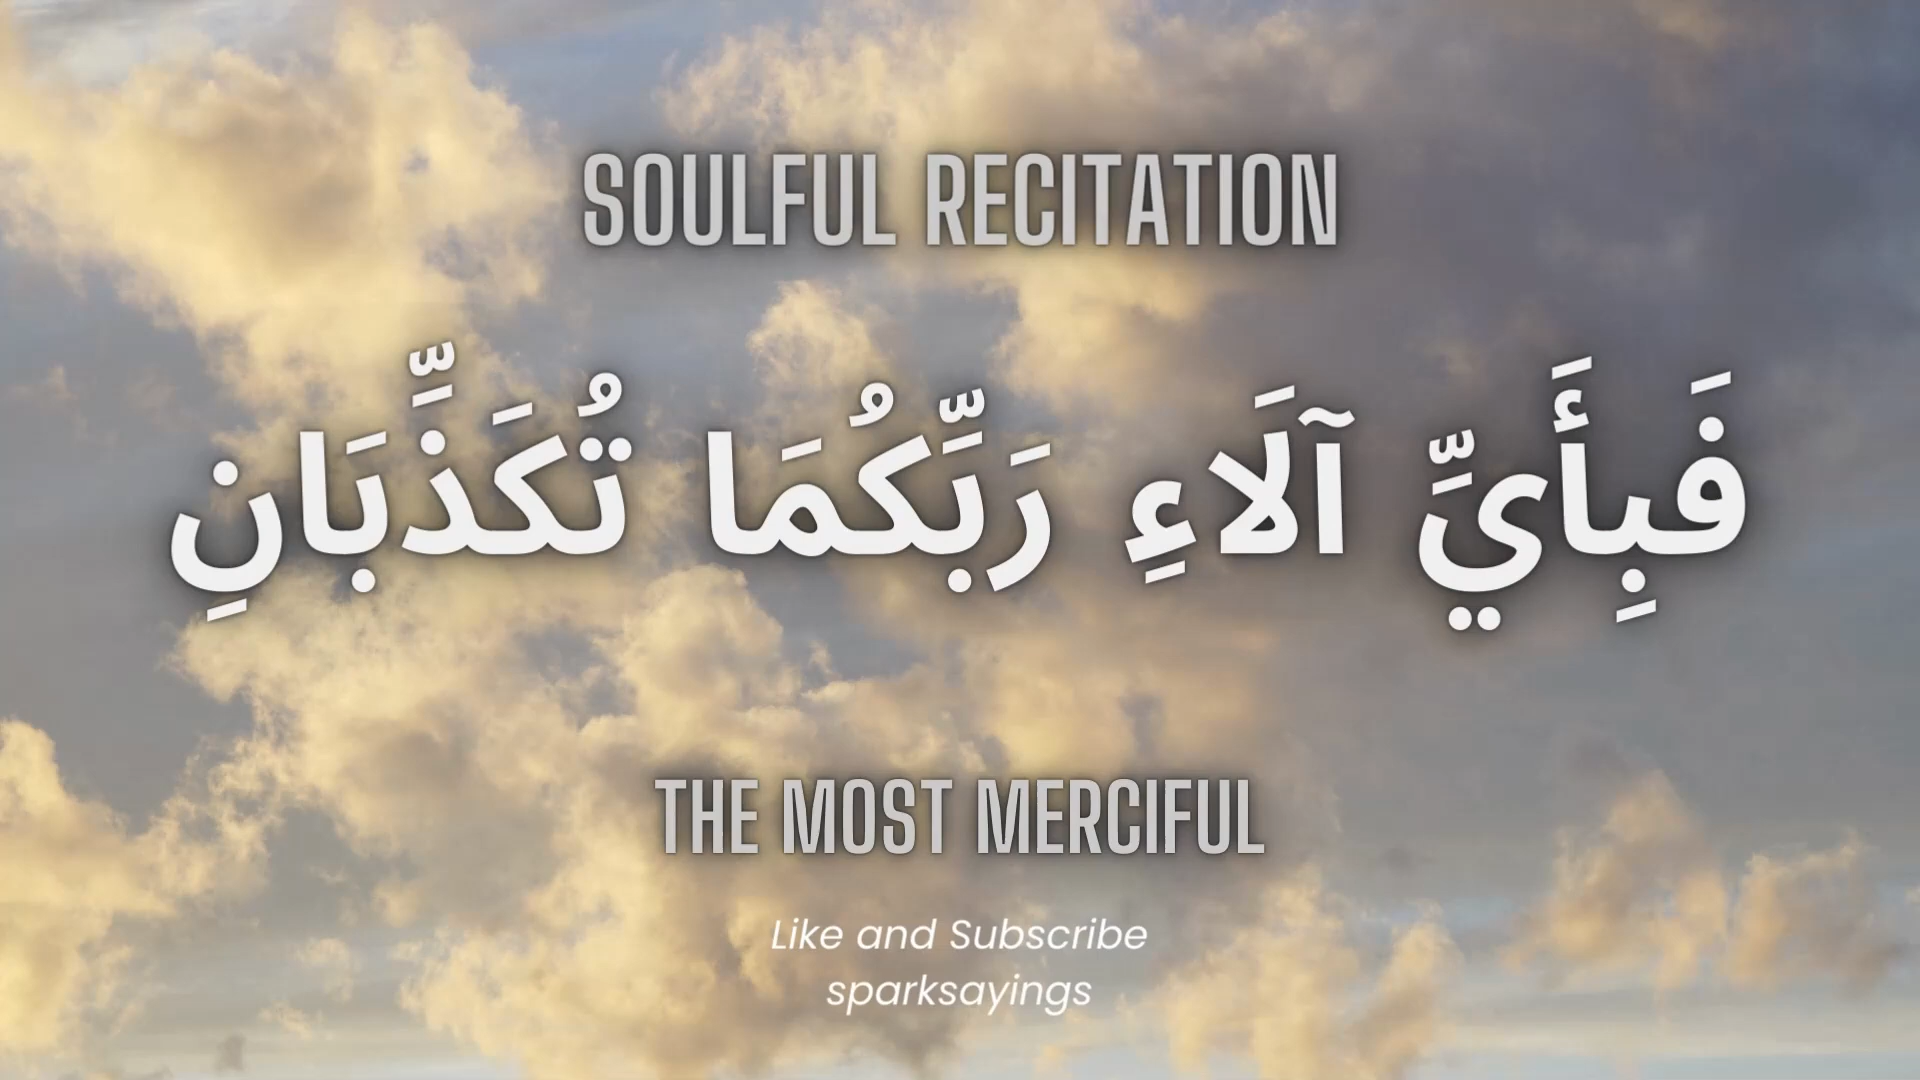 SOULFUL RECITATION
فَبِأَيِّ آلَاءِ رَبِّكُمَا تُكَذِّبَانِ
THE MOST MERCIFUL
Like and Subscribe
sparksayings